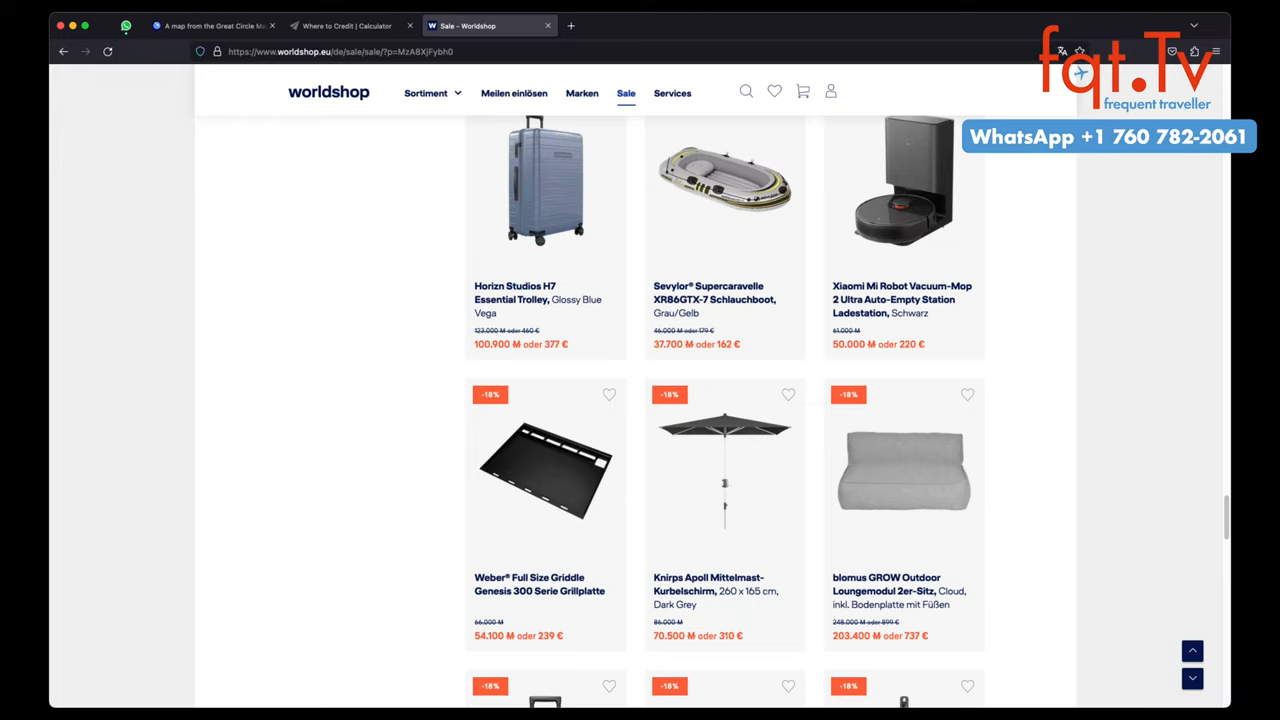 A map from the Great Circle Ma
Where to Credit | Calculator
W
Sale – Worldshop
https://www.worldshop.eu/de/sale/sale/?p=MzA8XjFybh0
fqt.Tv
frequent traveller
WhatsApp +1 760 782-2061
worldshop
Sortiment
Meilen einlösen
Marken
Sale
Services
Horizn Studios H7
Essential Trolley, Glossy Blue
Vega
123.000 M oder 460 €
100.900 M oder 377 €
Sevylor® Supercaravelle
XR86GTX-7 Schlauchboot,
Grau/Gelb
46.000 M oder 179 €
37.700 M oder 162 €
Xiaomi Mi Robot Vacuum-Mop
2 Ultra Auto-Empty Station
Ladestation, Schwarz
61.000 M
50.000 M oder 220 €
-18%
-18%
-18%
Weber® Full Size Griddle
Genesis 300 Serie Grillplatte
66.000 M
54.100 M oder 239 €
Knirps Apoll Mittelmast-
Kurbelschirm, 260 x 165 cm,
Dark Grey
86.000 M
70.500 M oder 310 €
blomus GROW Outdoor
Loungemodul 2er-Sitz, Cloud,
inkl. Bodenplatte mit Füßen
248.000 M oder 899 €
203.400 M oder 737 €
-18%
-18%
-18%